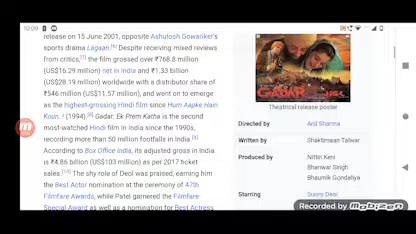 10:09
release on 15 June 2001, opposite Ashutosh Gowariker's
sports drama Lagaan.[6] Despite receiving mixed reviews
from critics,[7] the film grossed over ₹768.8 million
(US$16.29 million) net in India and ₹1.33 billion
(US$28.19 million) worldwide with a distributor share of
₹546 million (US$11.57 million), and went on to emerge
as the highest-grossing Hindi film since Hum Aapke Hain
Koun..! (1994).[8] Gadar: Ek Prem Katha is the second
most-watched Hindi film in India since the 1990s,
recording more than 50 million footfalls in India.[9]
According to Box Office India, its adjusted gross in India
is ₹4.86 billion (US$103 million) as per 2017 ticket
sales.[10] The shy role of Deol was praised, earning him
the Best Actor nomination at the ceremony of 47th
Filmfare Awards, while Patel garnered the Filmfare
Special Award as well as a nomination for Best Actress
GADAR
Theatrical release poster
Directed by Anil Sharma
Written by Shaktimaan Talwar
Produced by Nittin Keni
Bhanwar Singh
Bhaumik Gondaliya
Starring Sunny Deol
Recorded by MOBIZEN